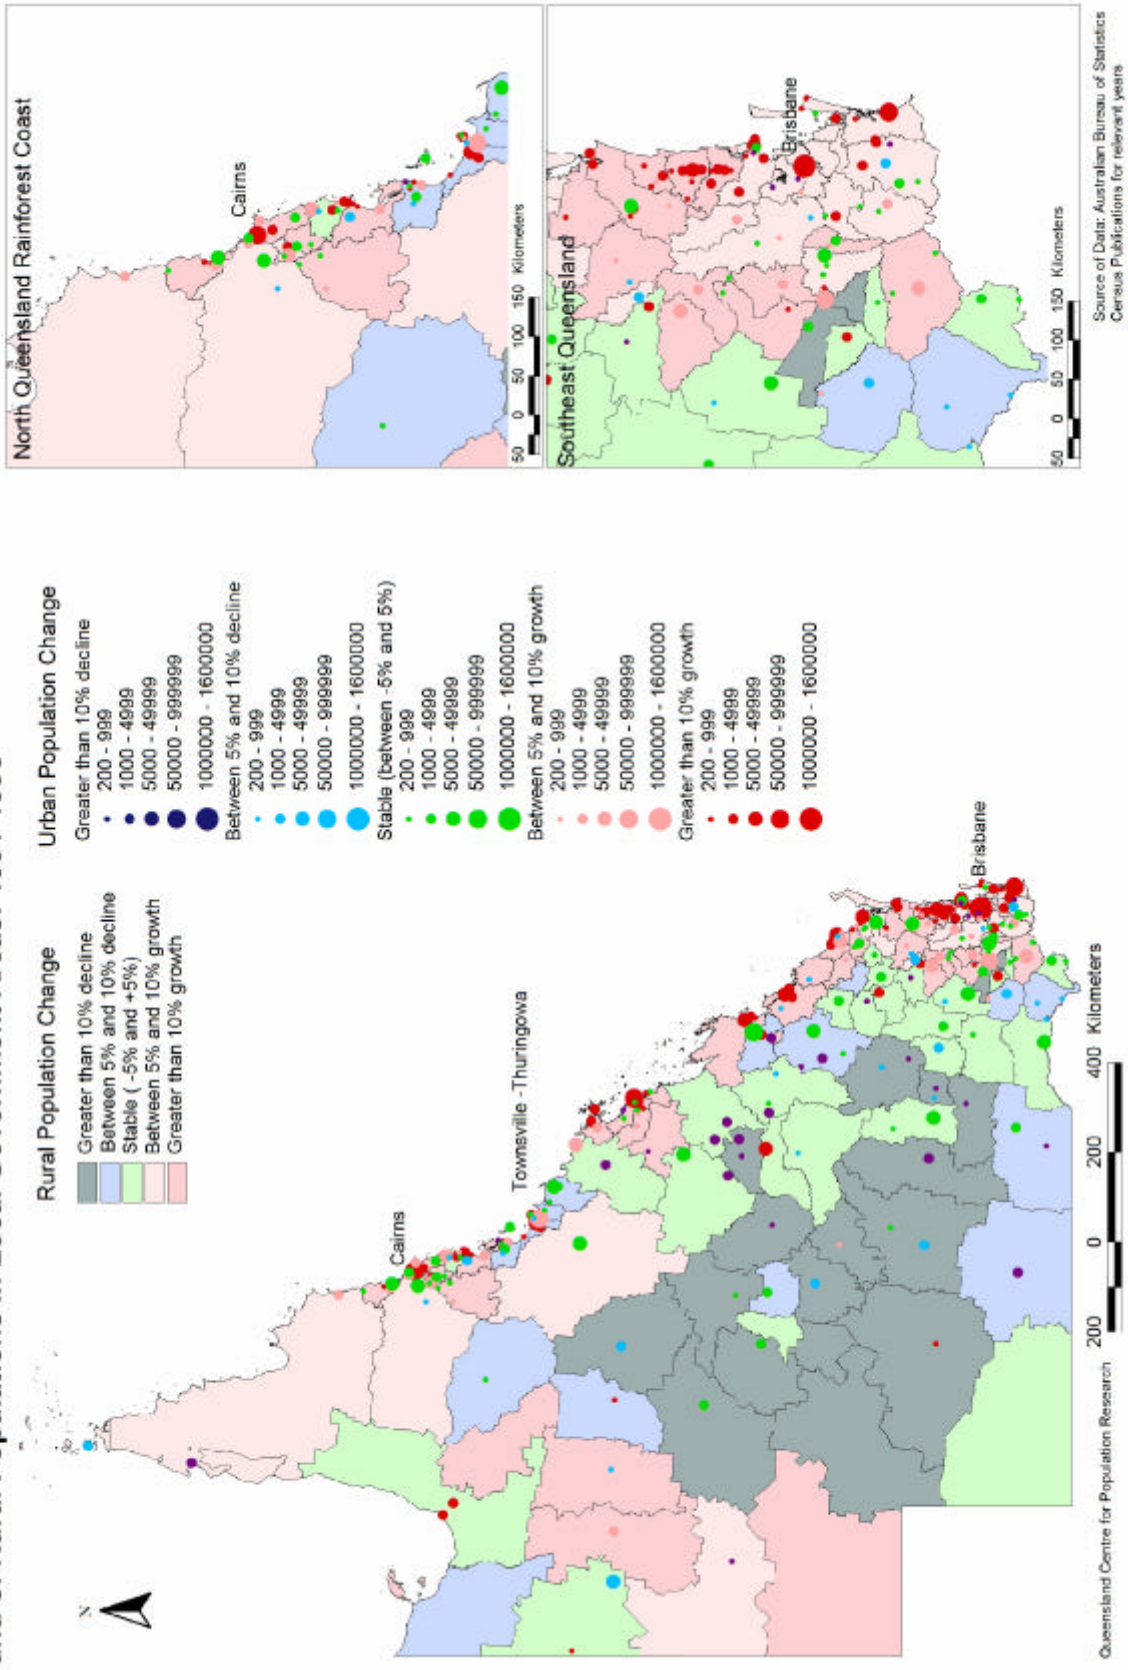 Rural Population Change
Greater than 10% decline
Between 5% and 10% decline
Stable ( -5% and +5%)
Between 5% and 10% growth
Greater than 10% growth
Urban Population Change
Greater than 10% decline
200 - 999
1000 - 4999
5000 - 49999
50000 - 999999
1000000 - 1600000
Between 5% and 10% decline
200 - 999
1000 - 4999
5000 - 49999
50000 - 999999
1000000 - 1600000
Stable (between -5% and 5%)
200 - 999
1000 - 4999
5000 - 49999
50000 - 999999
1000000 - 1600000
Between 5% and 10% growth
200 - 999
1000 - 4999
5000 - 49999
50000 - 999999
1000000 - 1600000
Greater than 10% growth
200 - 999
1000 - 4999
5000 - 49999
50000 - 999999
1000000 - 1600000
North Queensland Rainforest Coast
Cairns
50 0 50 100 150 Kilometers
Southeast Queensland
Brisbane
50 0 50 100 150 Kilometers
N
Cairns
Townsville - Thuringowa
Brisbane
200 0 200 400 Kilometers
Queensland Centre for Population Research
Source of Data: Australian Bureau of Statistics
Census Publications for relevant years